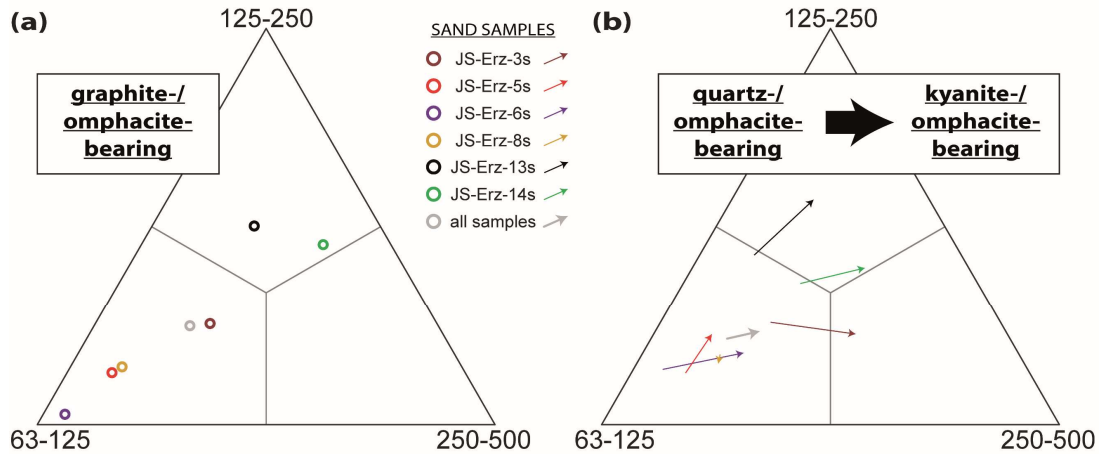 (a)
125-250
graphite-/
omphacite-
bearing
63-125
250-500
SAND SAMPLES
JS-Erz-3s
JS-Erz-5s
JS-Erz-6s
JS-Erz-8s
JS-Erz-13s
JS-Erz-14s
all samples
(b)
125-250
quartz-/
omphacite-
bearing
kyanite-/
omphacite-
bearing
63-125
250-500